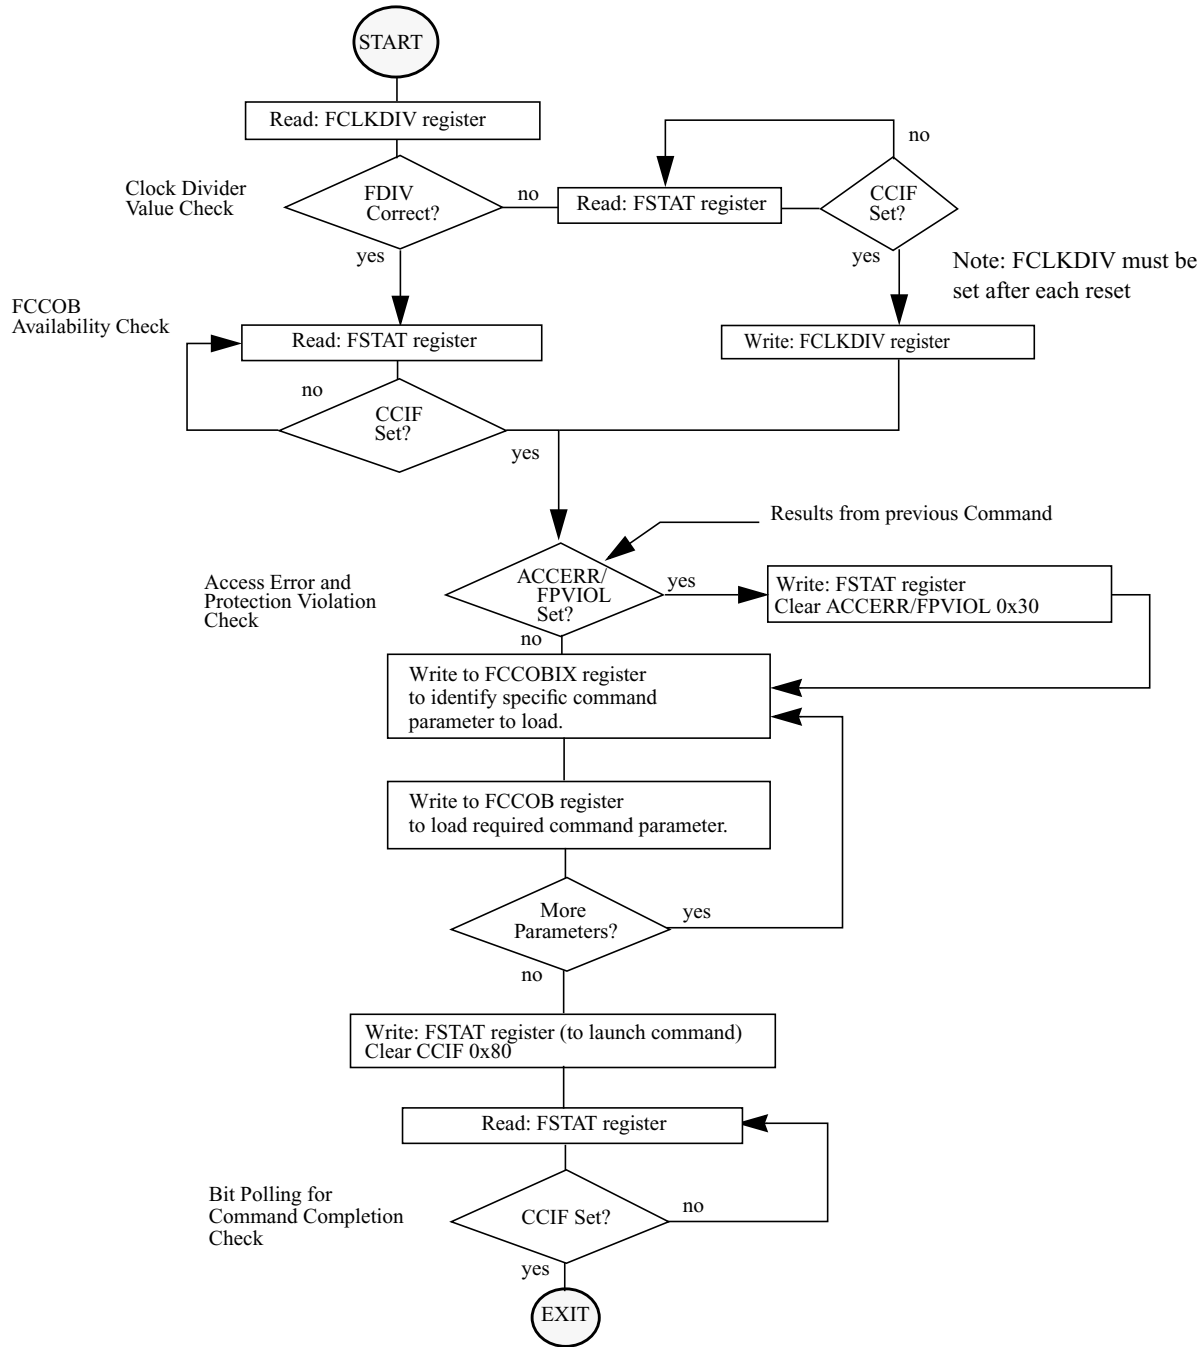 START
Read: FCLKDIV register
no
Clock Divider
Value Check
FDIV
Correct?
no
Read: FSTAT register
CCIF
Set?
yes
yes
Note: FCLKDIV must be
set after each reset
FCCOB
Availability Check
Read: FSTAT register
Write: FCLKDIV register
no
CCIF
Set?
yes
Results from previous Command
Access Error and
Protection Violation
Check
ACCERR/
FPVIOL
Set?
yes
Write: FSTAT register
Clear ACCERR/FPVIOL 0x30
no
Write to FCCOBIX register
to identify specific command
parameter to load.
Write to FCCOB register
to load required command parameter.
More
Parameters?
yes
no
Write: FSTAT register (to launch command)
Clear CCIF 0x80
Read: FSTAT register
Bit Polling for
Command Completion
Check
CCIF Set?
no
yes
EXIT